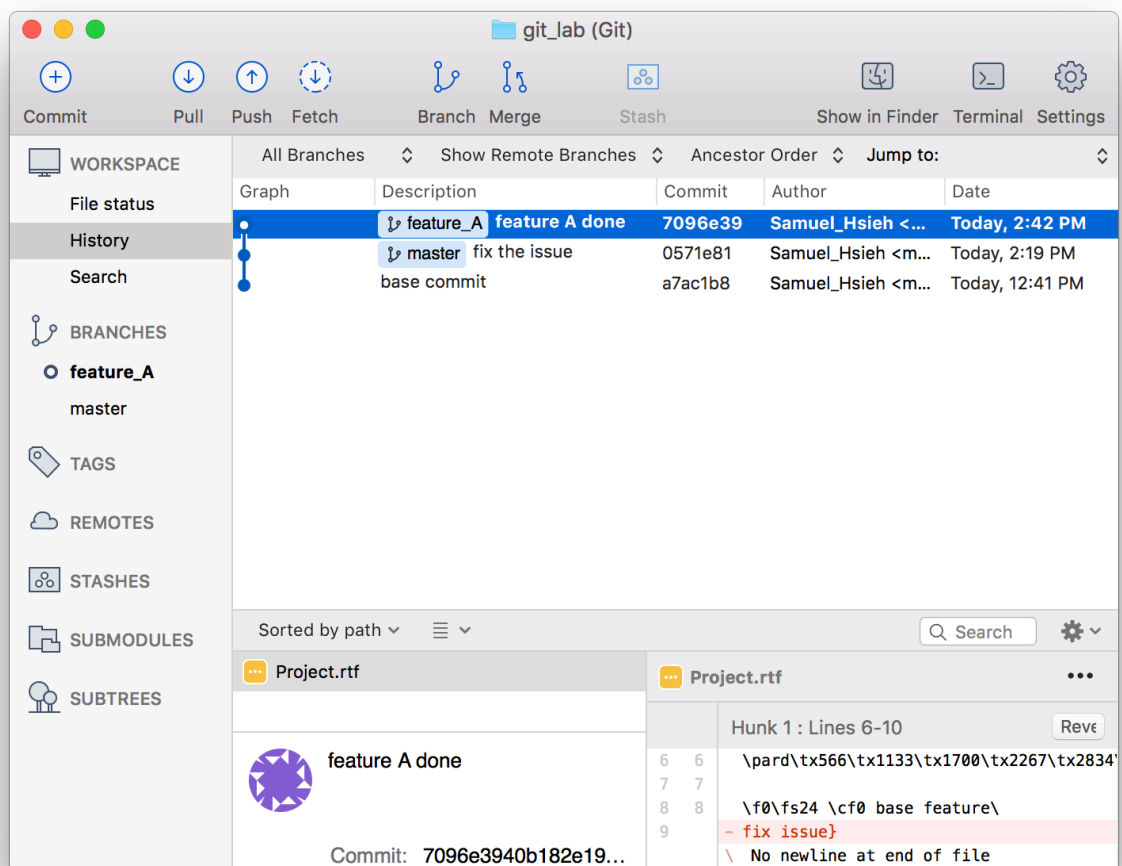 git_lab (Git)
Commit Pull Push Fetch Branch Merge Stash Show in Finder Terminal Settings
WORKSPACE
File status
History
Search
BRANCHES
feature_A
master
TAGS
REMOTES
STASHES
SUBMODULES
SUBTREES
All Branches Show Remote Branches Ancestor Order Jump to:
Graph Description Commit Author Date
feature_A feature A done 7096e39 Samuel_Hsieh <... Today, 2:42 PM
master fix the issue 0571e81 Samuel_Hsieh <m... Today, 2:19 PM
base commit a7ac1b8 Samuel_Hsieh <m... Today, 12:41 PM
Sorted by path Search
Project.rtf
feature A done
Commit: 7096e3940b182e19...
Project.rtf
Hunk 1 : Lines 6-10 Reve
6 6 \pard\tx566\tx1133\tx1700\tx2267\tx2834\
7 7
8 8 \f0\fs24 \cf0 base feature\
9 - fix issue}
\ No newline at end of file